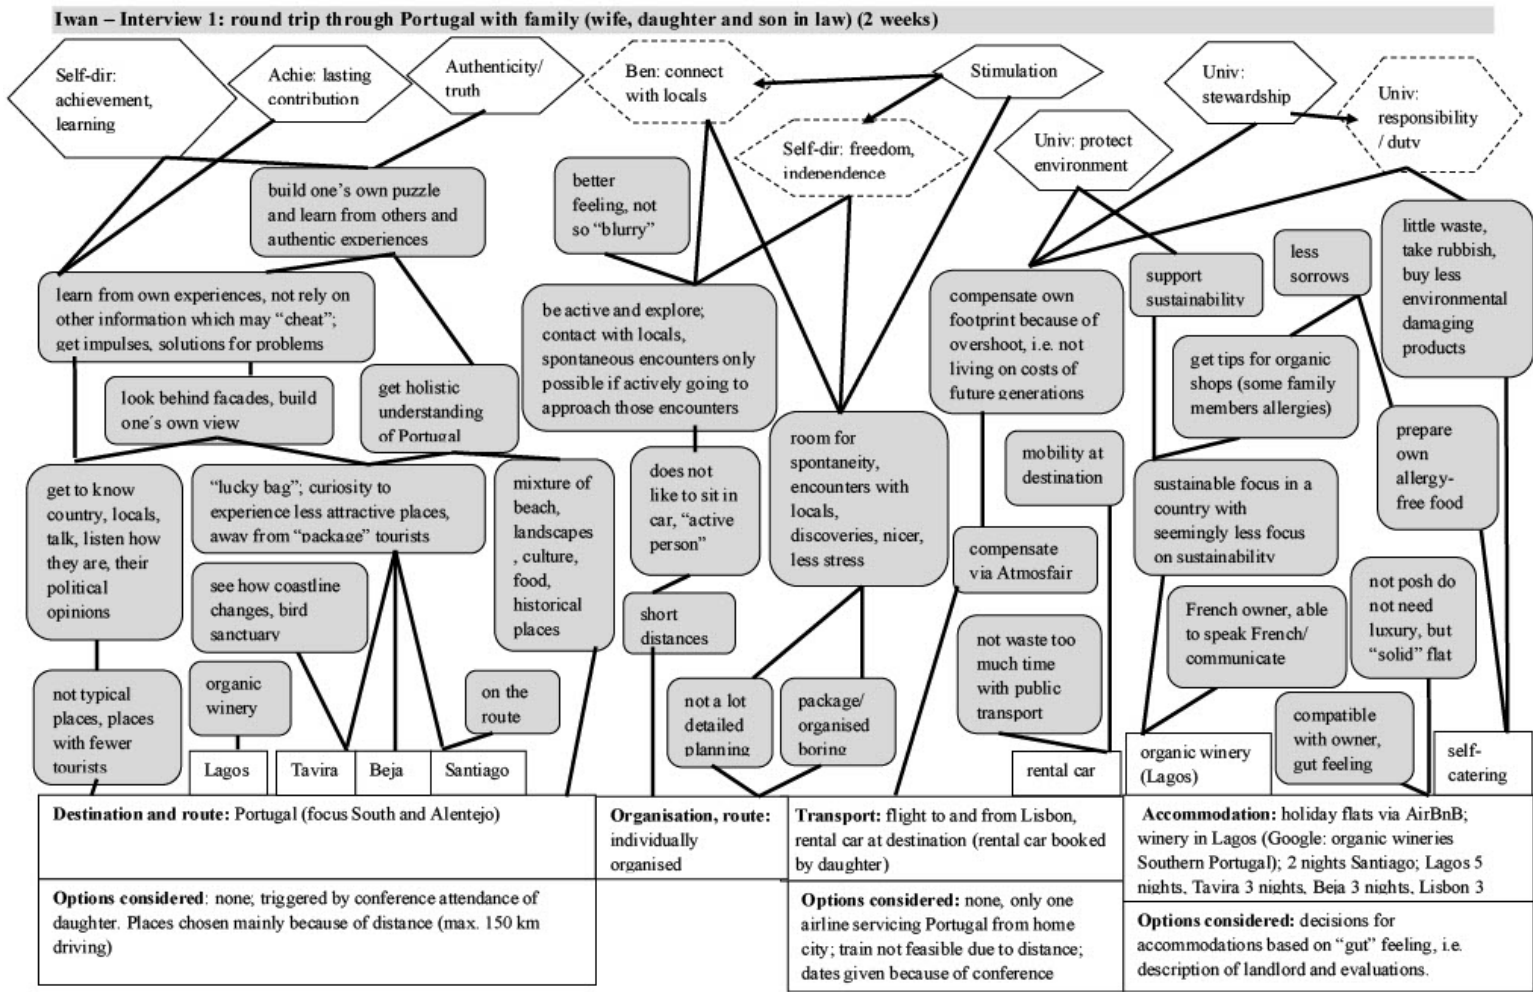 Iwan – Interview 1: round trip through Portugal with family (wife, daughter and son in law) (2 weeks)
Self-dir:
achievement,
learning
Achie: lasting
contribution
Authenticity/
truth
Ben: connect
with locals
Stimulation
Self-dir: freedom,
independence
Univ: protect
environment
Univ:
stewardship
Univ:
responsibility
/ duty
build one’s own puzzle
and learn from others and
authentic experiences
better
feeling, not
so “blurry”
learn from own experiences, not rely on
other information which may “cheat”;
get impulses, solutions for problems
be active and explore;
contact with locals,
spontaneous encounters only
possible if actively going to
approach those encounters
compensate own
footprint because of
overshoot, i.e. not
living on costs of
future generations
support
sustainability
less
sorrows
little waste,
take rubbish,
buy less
environmental
damaging
products
look behind facades, build
one´s own view
get holistic
understanding
of Portugal
get tips for organic
shops (some family
members allergies)
get to know
country, locals,
talk, listen how
they are, their
political
opinions
“lucky bag”; curiosity to
experience less attractive places,
away from “package” tourists
mixture of
beach,
landscapes
, culture,
food,
historical
places
does not
like to sit in
car, “active
person”
room for
spontaneity,
encounters with
locals,
discoveries, nicer,
less stress
mobility at
destination
prepare
own
allergy-
free food
sustainable focus in a
country with
seemingly less focus
on sustainability
see how coastline
changes, bird
sanctuary
short
distances
compensate
via Atmosfair
not posh do
not need
luxury, but
“solid” flat
French owner, able
to speak French/
communicate
not waste too
much time
with public
transport
not typical
places, places
with fewer
tourists
organic
winery
on the
route
not a lot
detailed
planning
package/
organised
boring
compatible
with owner,
gut feeling
Lagos
Tavira
Beja
Santiago
rental car
organic winery
(Lagos)
self-
catering
Destination and route: Portugal (focus South and Alentejo)
Options considered: none; triggered by conference attendance of
daughter. Places chosen mainly because of distance (max. 150 km
driving)
Organisation, route:
individually
organised
Transport: flight to and from Lisbon,
rental car at destination (rental car booked
by daughter)
Options considered: none, only one
airline servicing Portugal from home
city; train not feasible due to distance;
dates given because of conference
Accommodation: holiday flats via AirBnB;
winery in Lagos (Google: organic wineries
Southern Portugal); 2 nights Santiago; Lagos 5
nights, Tavira 3 nights, Beja 3 nights, Lisbon 3
Options considered: decisions for
accommodations based on “gut” feeling, i.e.
description of landlord and evaluations.